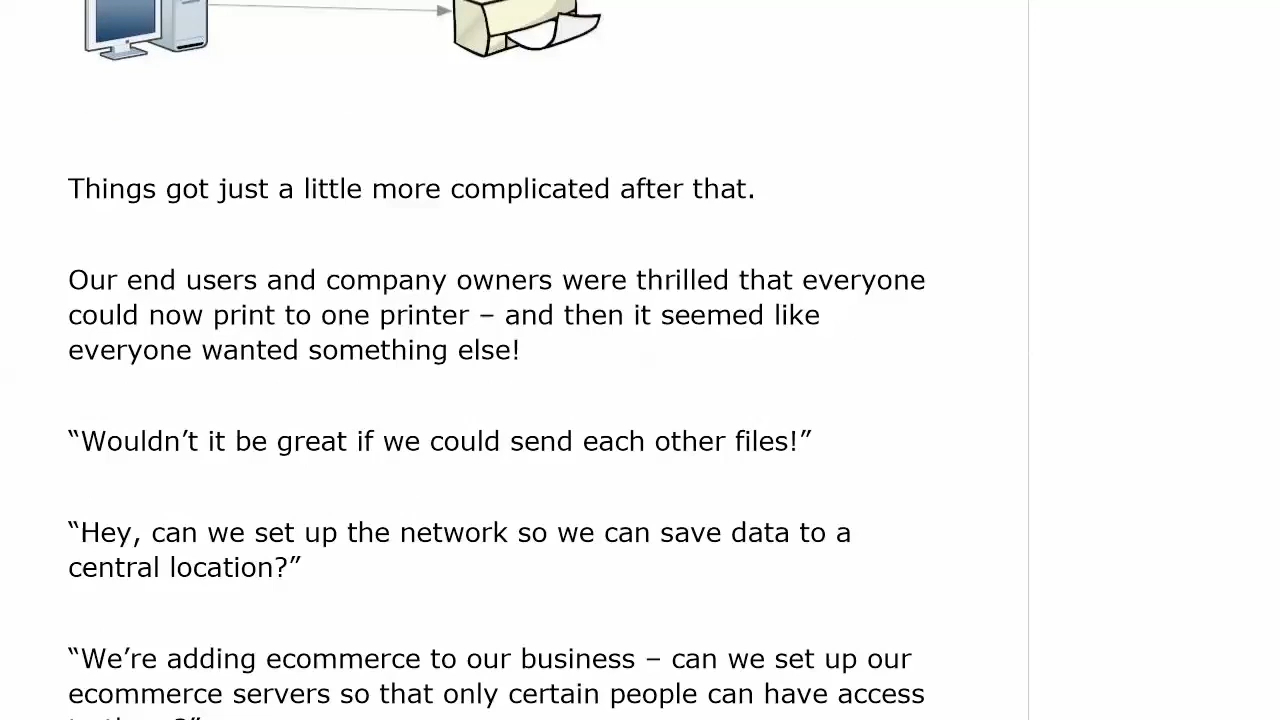 Things got just a little more complicated after that.
Our end users and company owners were thrilled that everyone
could now print to one printer – and then it seemed like
everyone wanted something else!
“Wouldn’t it be great if we could send each other files!”
“Hey, can we set up the network so we can save data to a
central location?”
“We’re adding ecommerce to our business – can we set up our
ecommerce servers so that only certain people can have access